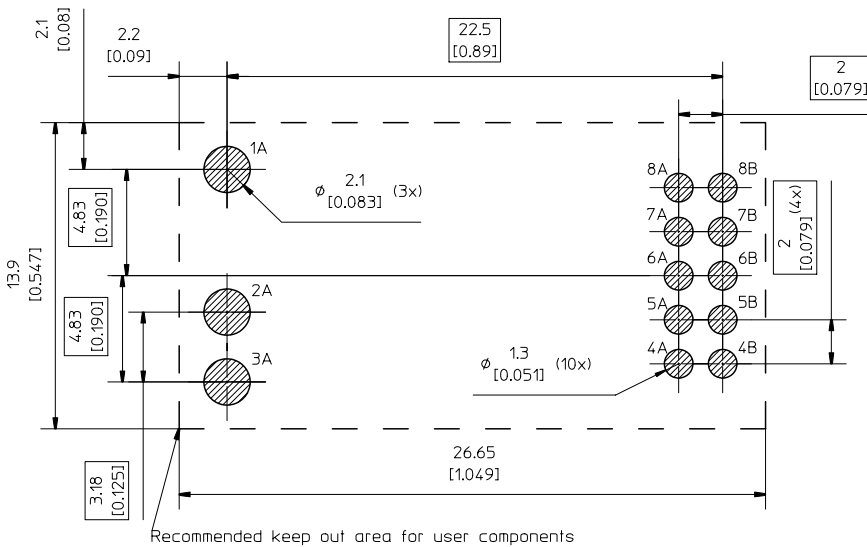 2.1
[0.08]
2.2
[0.09]
22.5
[0.89]
2
[0.079]
1A
ϕ 2.1 (3x)
[0.083]
8A 8B
7A 7B
6A 6B
5A 5B
4A 4B
2
[0.079] (4x)
4.83
[0.190]
13.9
[0.547]
4.83
[0.190]
2A
3A
ϕ 1.3 (10x)
[0.051]
3.18
[0.125]
26.65
[1.049]
Recommended keep out area for user components